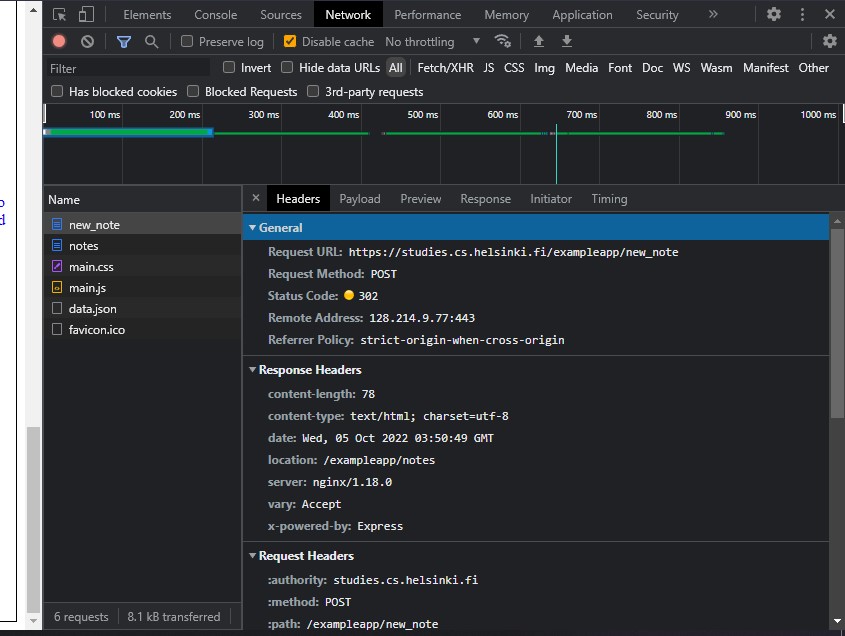 Elements Console Sources Network Performance Memory Application Security »
Preserve log Disable cache No throttling
Filter Invert Hide data URLs All Fetch/XHR JS CSS Img Media Font Doc WS Wasm Manifest Other
Has blocked cookies Blocked Requests 3rd-party requests
100 ms 200 ms 300 ms 400 ms 500 ms 600 ms 700 ms 800 ms 900 ms 1000 ms
Name
new_note
notes
main.css
main.js
data.json
favicon.ico
6 requests 8.1 kB transferred
× Headers Payload Preview Response Initiator Timing
General
Request URL: https://studies.cs.helsinki.fi/exampleapp/new_note
Request Method: POST
Status Code: 302
Remote Address: 128.214.9.77:443
Referrer Policy: strict-origin-when-cross-origin
Response Headers
content-length: 78
content-type: text/html; charset=utf-8
date: Wed, 05 Oct 2022 03:50:49 GMT
location: /exampleapp/notes
server: nginx/1.18.0
vary: Accept
x-powered-by: Express
Request Headers
:authority: studies.cs.helsinki.fi
:method: POST
:path: /exampleapp/new_note